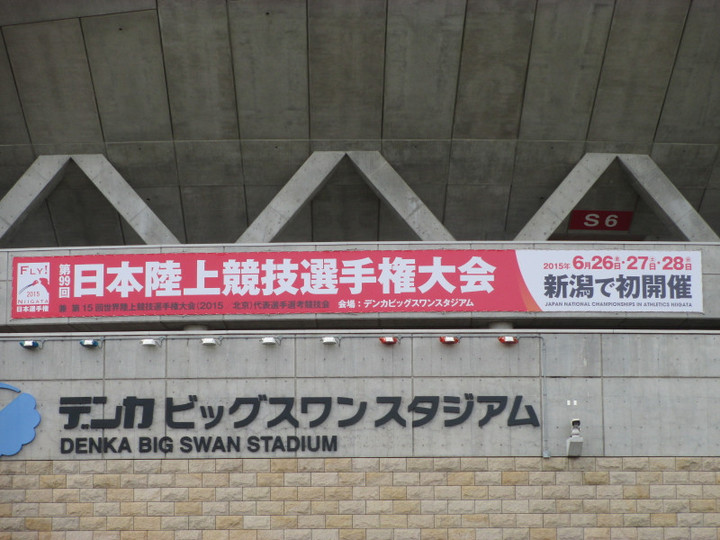 S6
FLY!
2015
NIIGATA
日本選手権
第99回
日本陸上競技選手権大会
兼 第15回世界陸上競技選手権大会(2015 北京)代表選手選考競技会 会場：デンカビッグスワンスタジアム
2015年 6月26金・27土・28日
新潟で初開催
JAPAN NATIONAL CHAMPIONSHIPS IN ATHLETICS NIIGATA
デンカ ビッグスワン スタジアム
DENKA BIG SWAN STADIUM